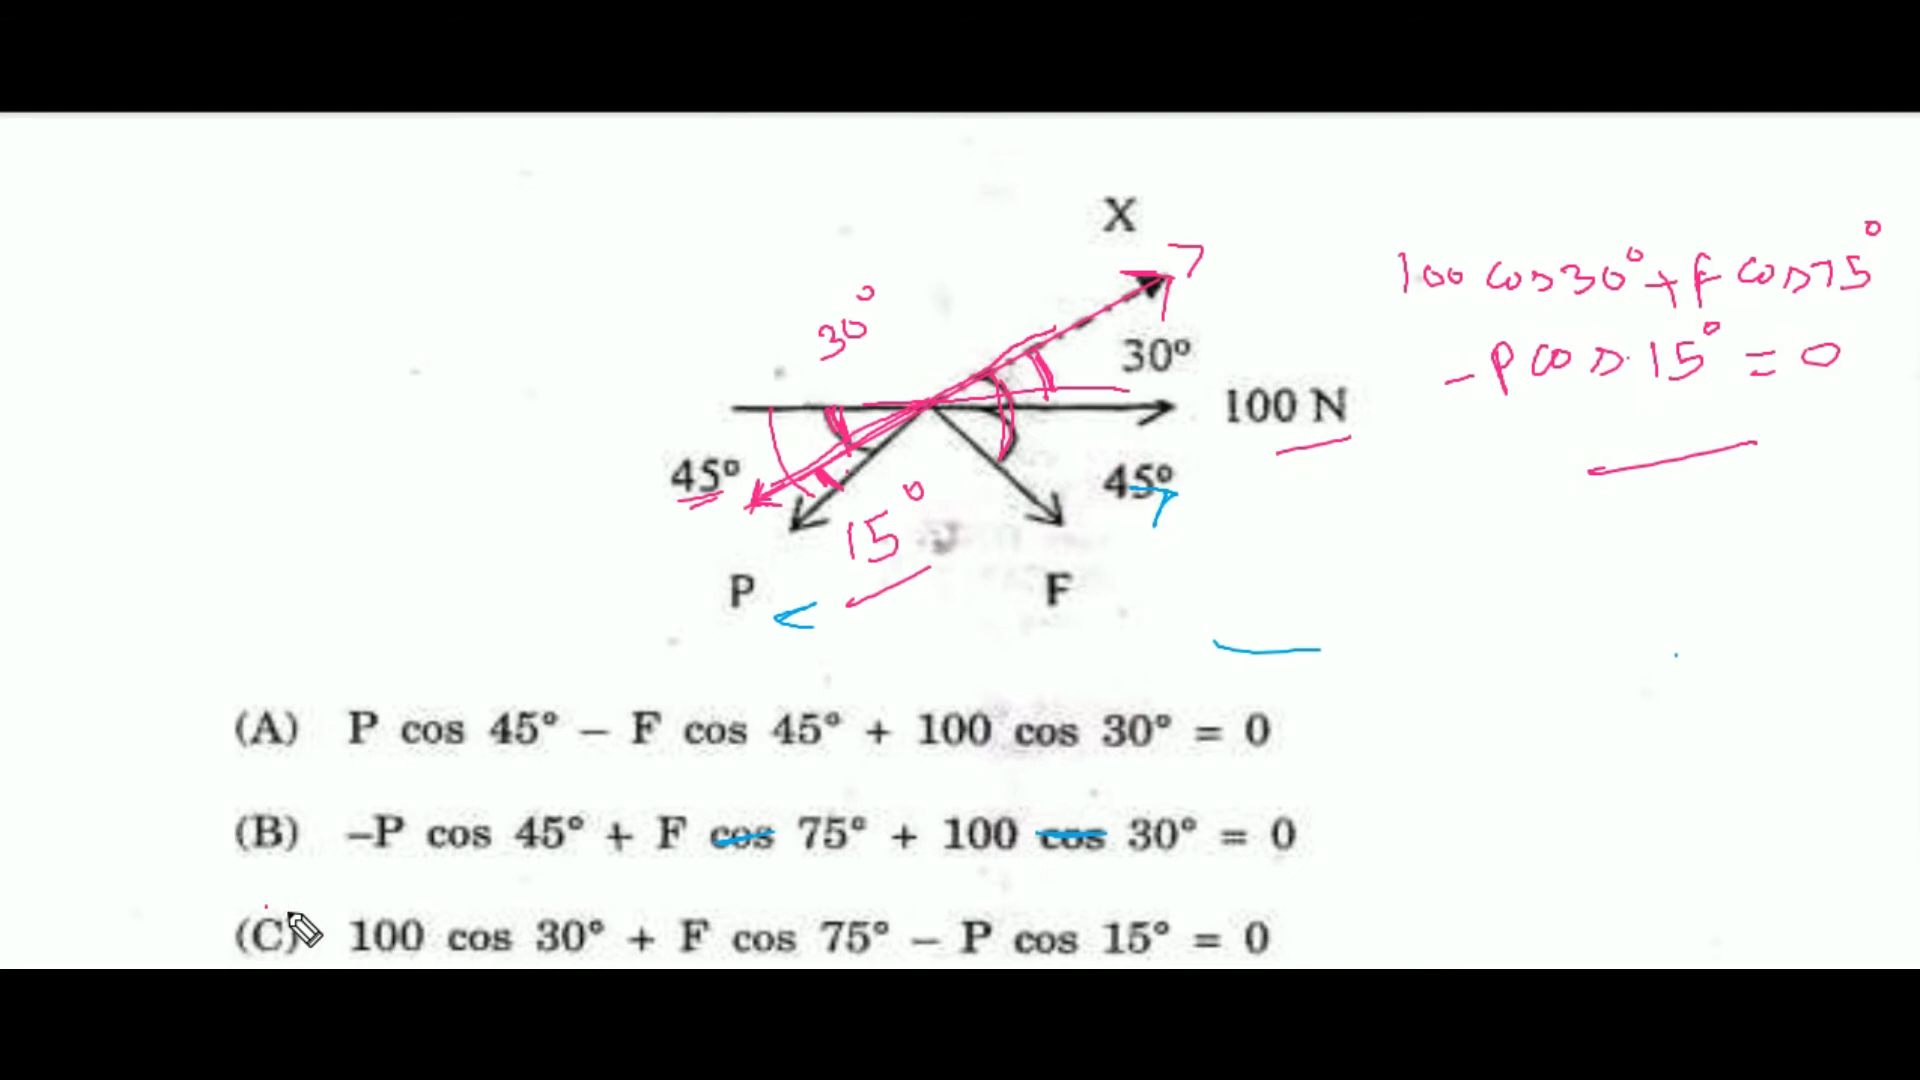 X
30°
30°
100 N
100 cos 30° + F cos 75°
- P cos 15° = 0
45°
45°
15°
P
F
(A) P cos 45° – F cos 45° + 100 cos 30° = 0
(B) –P cos 45° + F cos 75° + 100 cos 30° = 0
(C) 100 cos 30° + F cos 75° – P cos 15° = 0